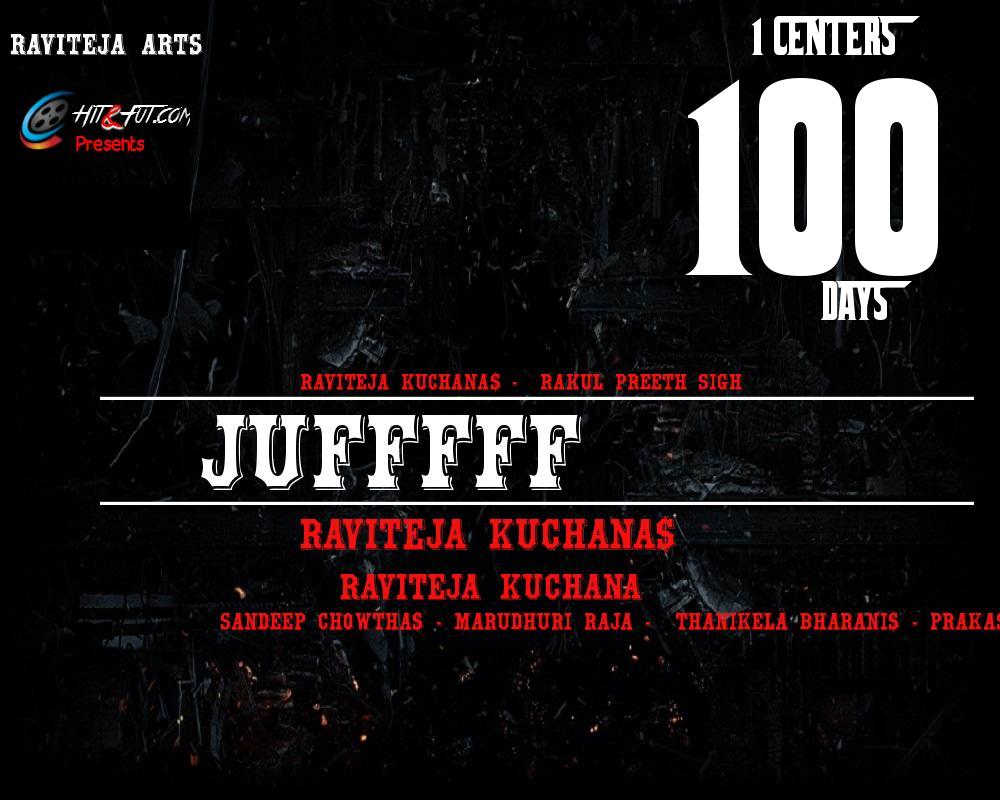 RAVITEJA ARTS
1 CENTERS
HIT&FUT.COM
Presents
100
DAYS
RAVITEJA KUCHANA$ - RAKUL PREETH SIGH
JUFFFFF
RAVITEJA KUCHANA$
RAVITEJA KUCHANA
SANDEEP CHOWTHA$ - MARUDHURI RAJA - THANIKELA BHARANI$ - PRAKA$